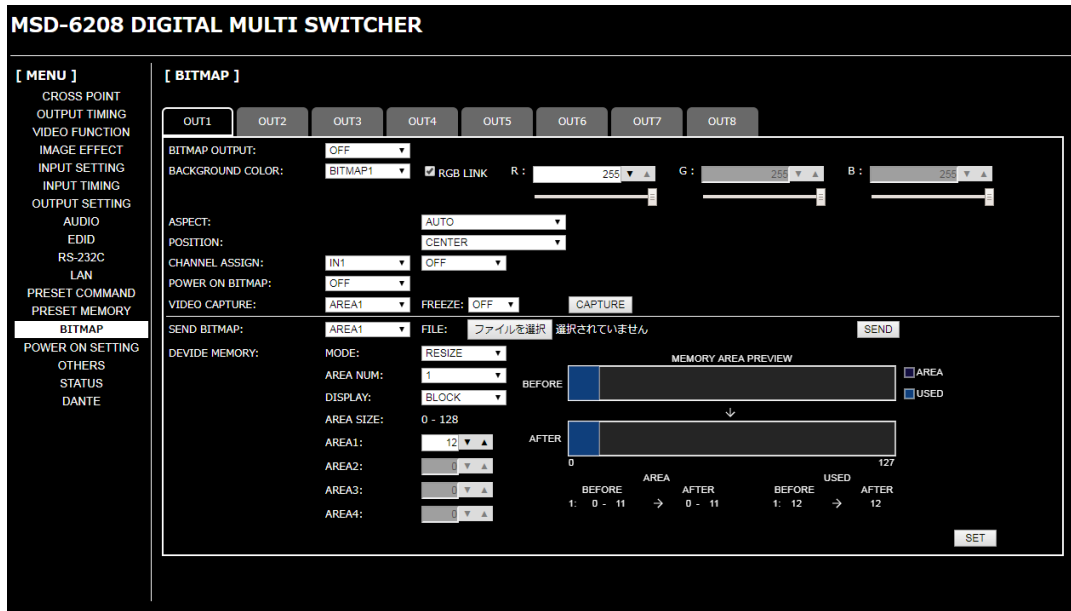 MSD-6208 DIGITAL MULTI SWITCHER
[ MENU ]
CROSS POINT
OUTPUT TIMING
VIDEO FUNCTION
IMAGE EFFECT
INPUT SETTING
INPUT TIMING
OUTPUT SETTING
AUDIO
EDID
RS-232C
LAN
PRESET COMMAND
PRESET MEMORY
BITMAP
POWER ON SETTING
OTHERS
STATUS
DANTE
[ BITMAP ]
OUT1 OUT2 OUT3 OUT4 OUT5 OUT6 OUT7 OUT8
BITMAP OUTPUT: OFF
BACKGROUND COLOR: BITMAP1 RGB LINK R : 255 G : 255 B : 255
ASPECT: AUTO
POSITION: CENTER
CHANNEL ASSIGN: IN1 OFF
POWER ON BITMAP: OFF
VIDEO CAPTURE: AREA1 FREEZE: OFF CAPTURE
SEND BITMAP: AREA1 FILE: ファイルを選択 選択されていません SEND
DEVIDE MEMORY: MODE: RESIZE
AREA NUM: 1
DISPLAY: BLOCK
AREA SIZE: 0 - 128
AREA1: 12
AREA2: 0
AREA3: 0
AREA4: 0
MEMORY AREA PREVIEW
BEFORE
AREA
USED
↓
AFTER
0 127
AREA USED
BEFORE AFTER BEFORE AFTER
1: 0 - 11 → 0 - 11 1: 12 → 12
SET